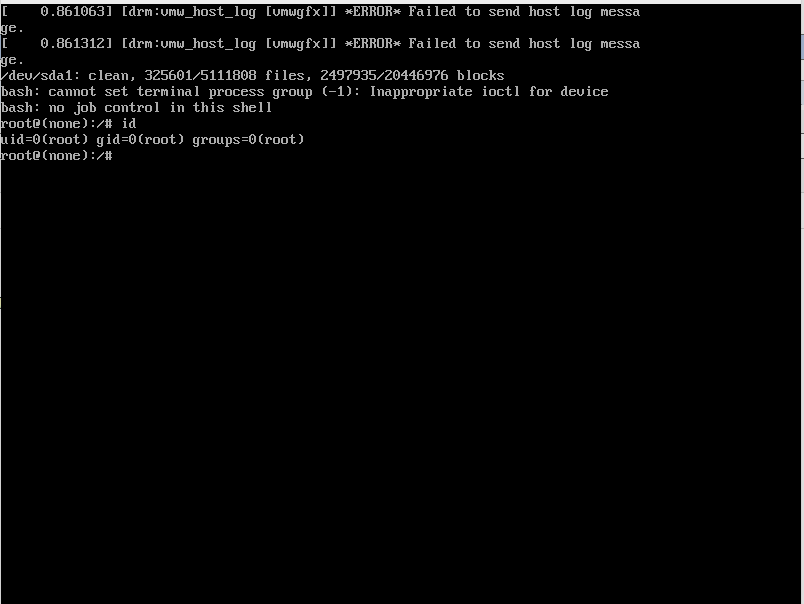 [    0.861063] [drm:vmw_host_log [vmwgfx]] *ERROR* Failed to send host log messa
ge.
[    0.861312] [drm:vmw_host_log [vmwgfx]] *ERROR* Failed to send host log messa
ge.
/dev/sda1: clean, 325601/5111808 files, 2497935/20446976 blocks
bash: cannot set terminal process group (-1): Inappropriate ioctl for device
bash: no job control in this shell
root@(none):/# id
uid=0(root) gid=0(root) groups=0(root)
root@(none):/#